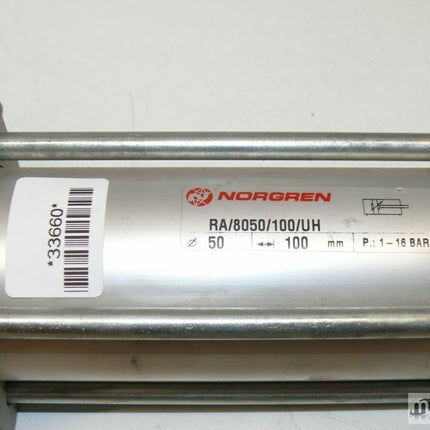 NORGREN
RA/8050/100/UH
ø 50 100 mm P.: 1-16 BAR
*33660*